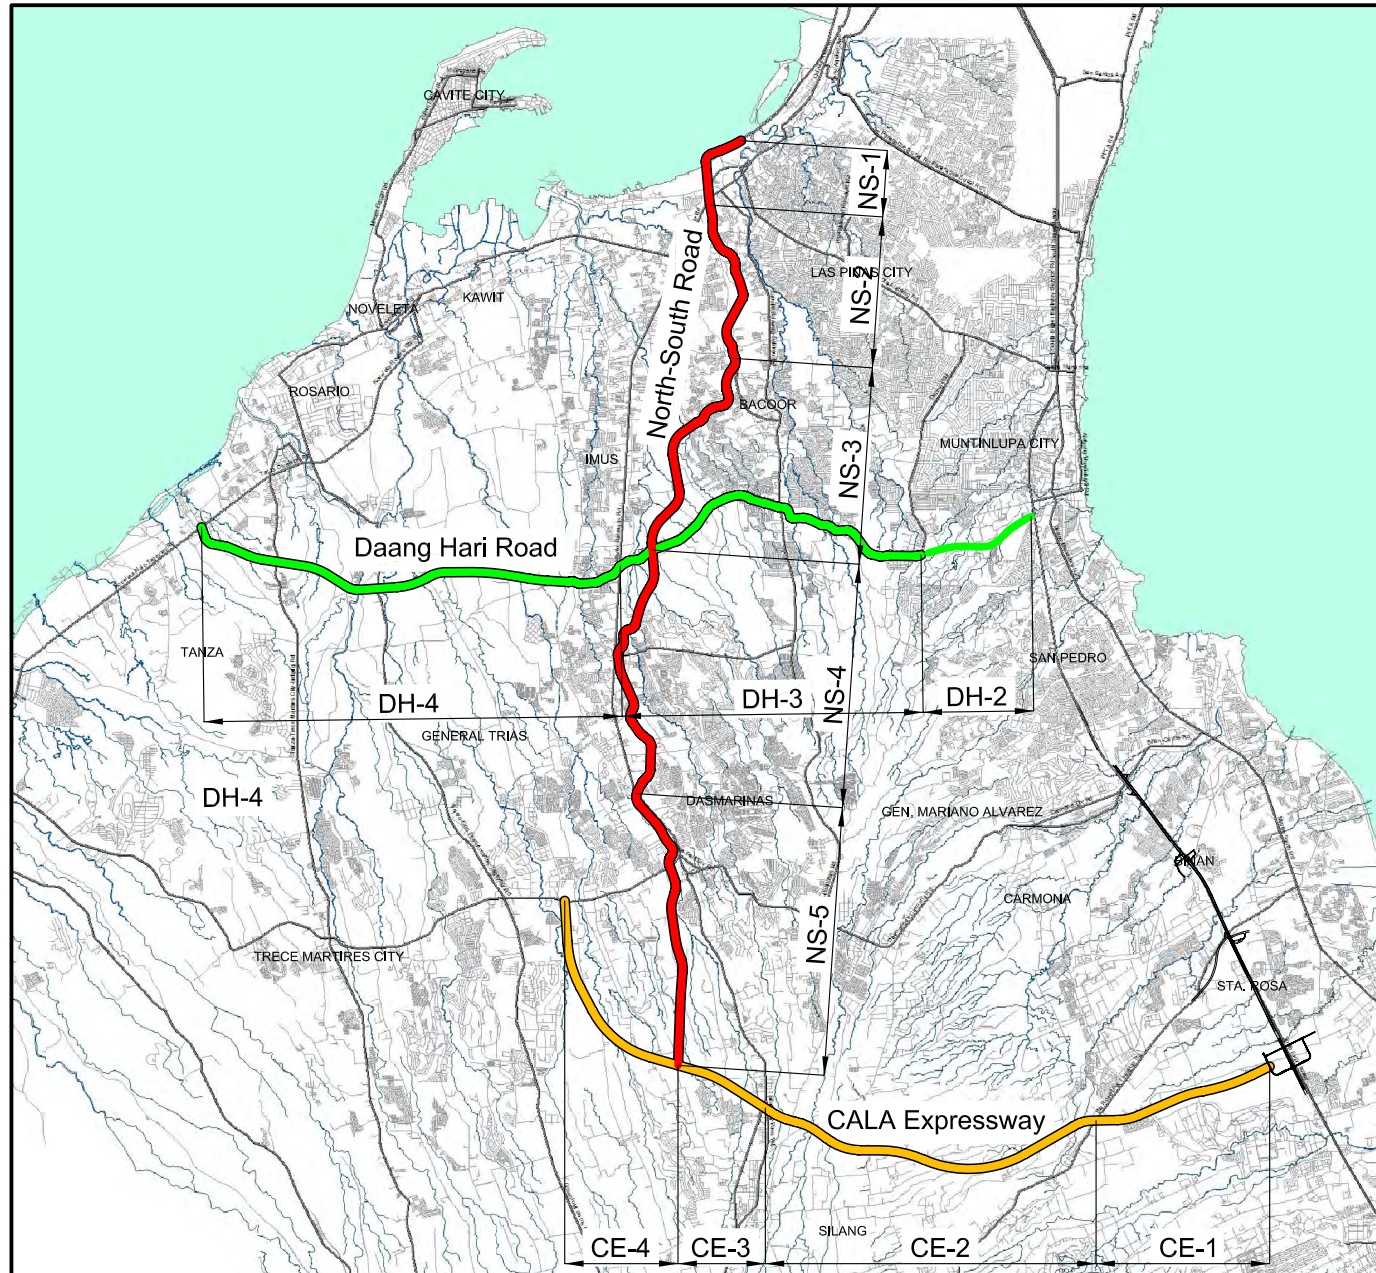 CAVITE CITY
NS-1
North-South Road
LAS PINAS CITY
NS-2
KAWIT
NOVELETA
ROSARIO
BACOOR
IMUS
NS-3
MUNTINLUPA CITY
Daang Hari Road
TANZA
SAN PEDRO
DH-4
DH-3
NS-4
DH-2
GENERAL TRIAS
DH-4
DASMARINAS
GEN. MARIANO ALVAREZ
BINAN
CARMONA
NS-5
TRECE MARTIRES CITY
STA. ROSA
CALA Expressway
SILANG
CE-4
CE-3
CE-2
CE-1